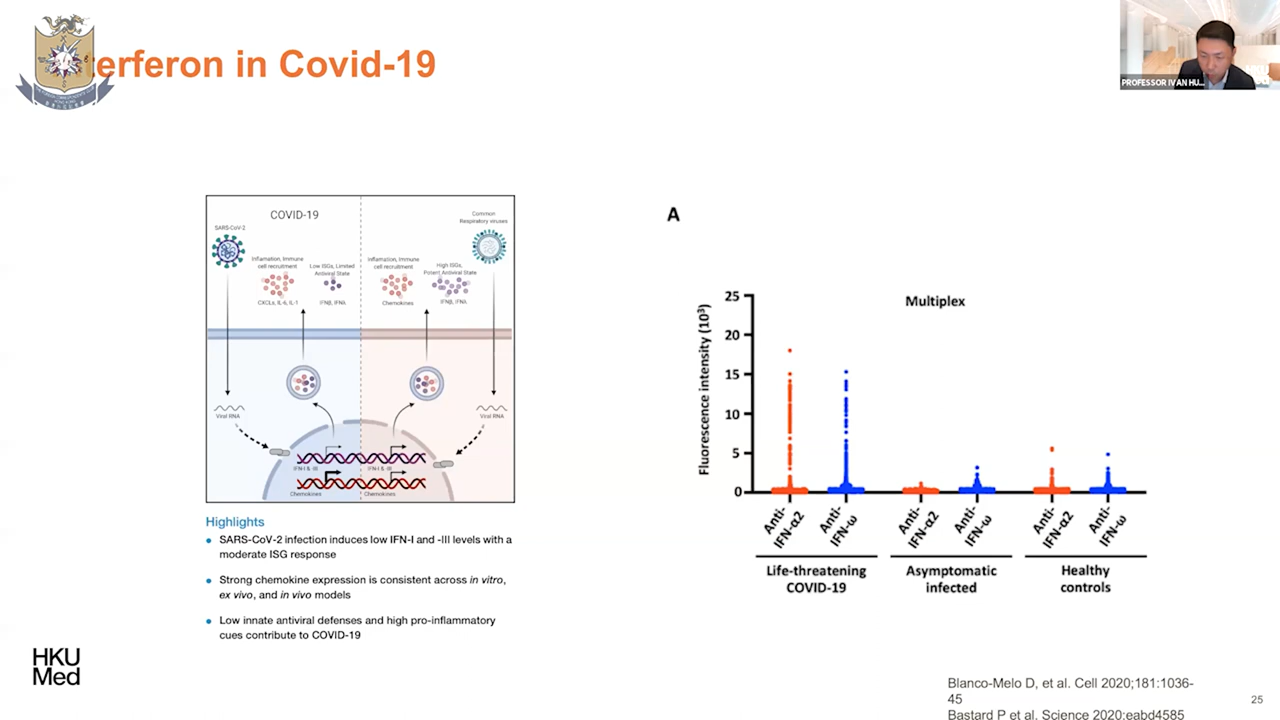 terferon in Covid-19
PROFESSOR IVAN HU...
COVID-19
SARS-CoV-2
Inflamation, Immune
cell recruitment
Low ISGs, Limited
Antiviral State
CXCLs, IL-6, IL-1
IFNβ, IFNλ
Common
Respiratory viruses
Inflamation, Immune
cell recruitment
High ISGs,
Potent Antiviral State
Chemokines
IFNβ, IFNλ
Viral RNA
Viral RNA
IFN-I & -III
IFN-I & -III
Chemokines
Chemokines
Highlights
• SARS-CoV-2 infection induces low IFN-I and -III levels with a
moderate ISG response
• Strong chemokine expression is consistent across in vitro,
ex vivo, and in vivo models
• Low innate antiviral defenses and high pro-inflammatory
cues contribute to COVID-19
A
Multiplex
Fluorescence intensity (10³)
25
20
15
10
5
0
Anti-
IFN-α2
Anti-
IFN-ω
Anti-
IFN-α2
Anti-
IFN-ω
Anti-
IFN-α2
Anti-
IFN-ω
Life-threatening
COVID-19
Asymptomatic
infected
Healthy
controls
HKU
Med
Blanco-Melo D, et al. Cell 2020;181:1036-
45
Bastard P et al. Science 2020:eabd4585
25